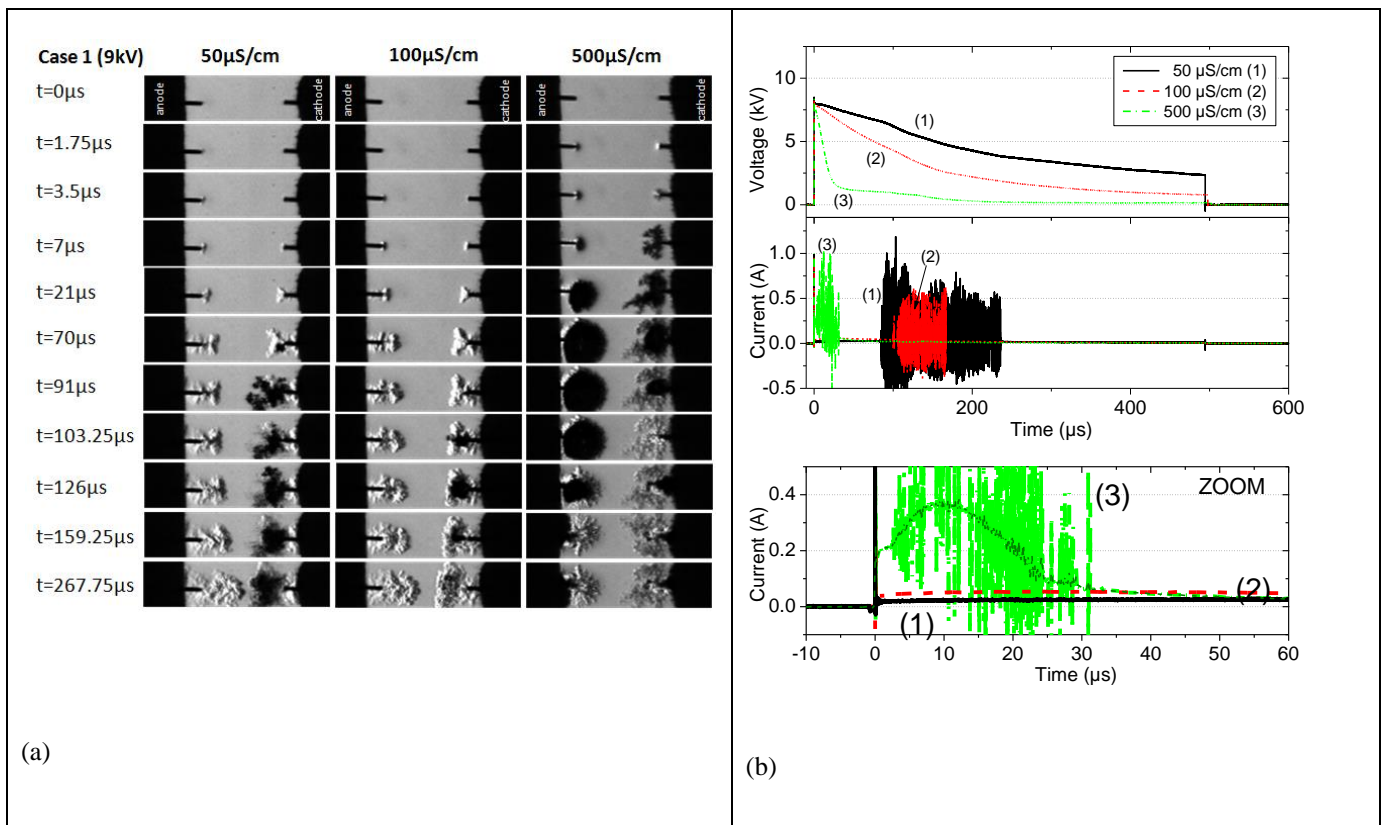 Case 1 (9kV) 50µS/cm 100µS/cm 500µS/cm
anode cathode anode cathode anode cathode
t=0µs
t=1.75µs
t=3.5µs
t=7µs
t=21µs
t=70µs
t=91µs
t=103.25µs
t=126µs
t=159.25µs
t=267.75µs
(a)
Voltage (kV)
10
5
0
50 µS/cm (1)
100 µS/cm (2)
500 µS/cm (3)
(1)
(2)
(3)
Current (A)
1.0
0.5
0.0
-0.5
(3)
(2)
(1)
0 200 400 600
Time (µs)
Current (A)
0.4
0.2
0.0
ZOOM
(3)
(2)
(1)
-10 0 10 20 30 40 50 60
Time (µs)
(b)